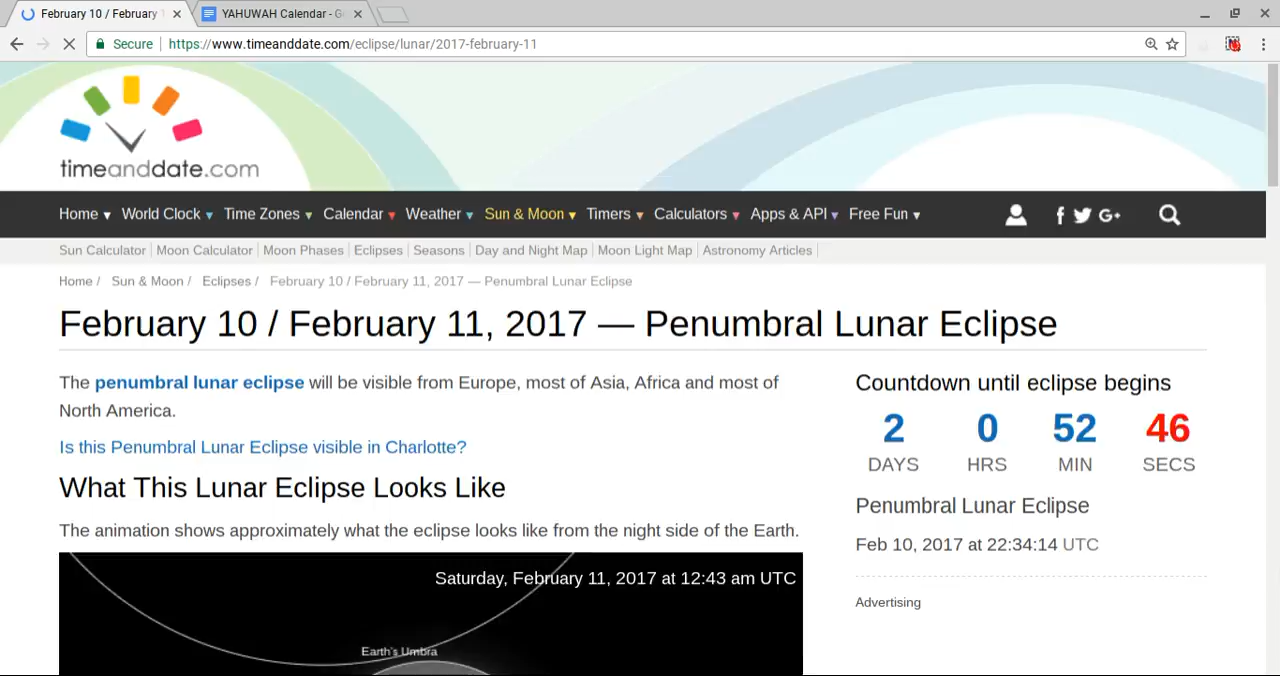 February 10 / February 1
YAHUWAH Calendar - G
Secure
https://www.timeanddate.com/eclipse/lunar/2017-february-11
timeanddate.com
Home World Clock Time Zones Calendar Weather Sun & Moon Timers Calculators Apps & API Free Fun
f G+
Sun Calculator Moon Calculator Moon Phases Eclipses Seasons Day and Night Map Moon Light Map Astronomy Articles
Home / Sun & Moon / Eclipses / February 10 / February 11, 2017 — Penumbral Lunar Eclipse
February 10 / February 11, 2017 — Penumbral Lunar Eclipse
The penumbral lunar eclipse will be visible from Europe, most of Asia, Africa and most of
North America.
Is this Penumbral Lunar Eclipse visible in Charlotte?
What This Lunar Eclipse Looks Like
The animation shows approximately what the eclipse looks like from the night side of the Earth.
Saturday, February 11, 2017 at 12:43 am UTC
Earth's Umbra
Countdown until eclipse begins
2 0 52 46
DAYS HRS MIN SECS
Penumbral Lunar Eclipse
Feb 10, 2017 at 22:34:14 UTC
Advertising